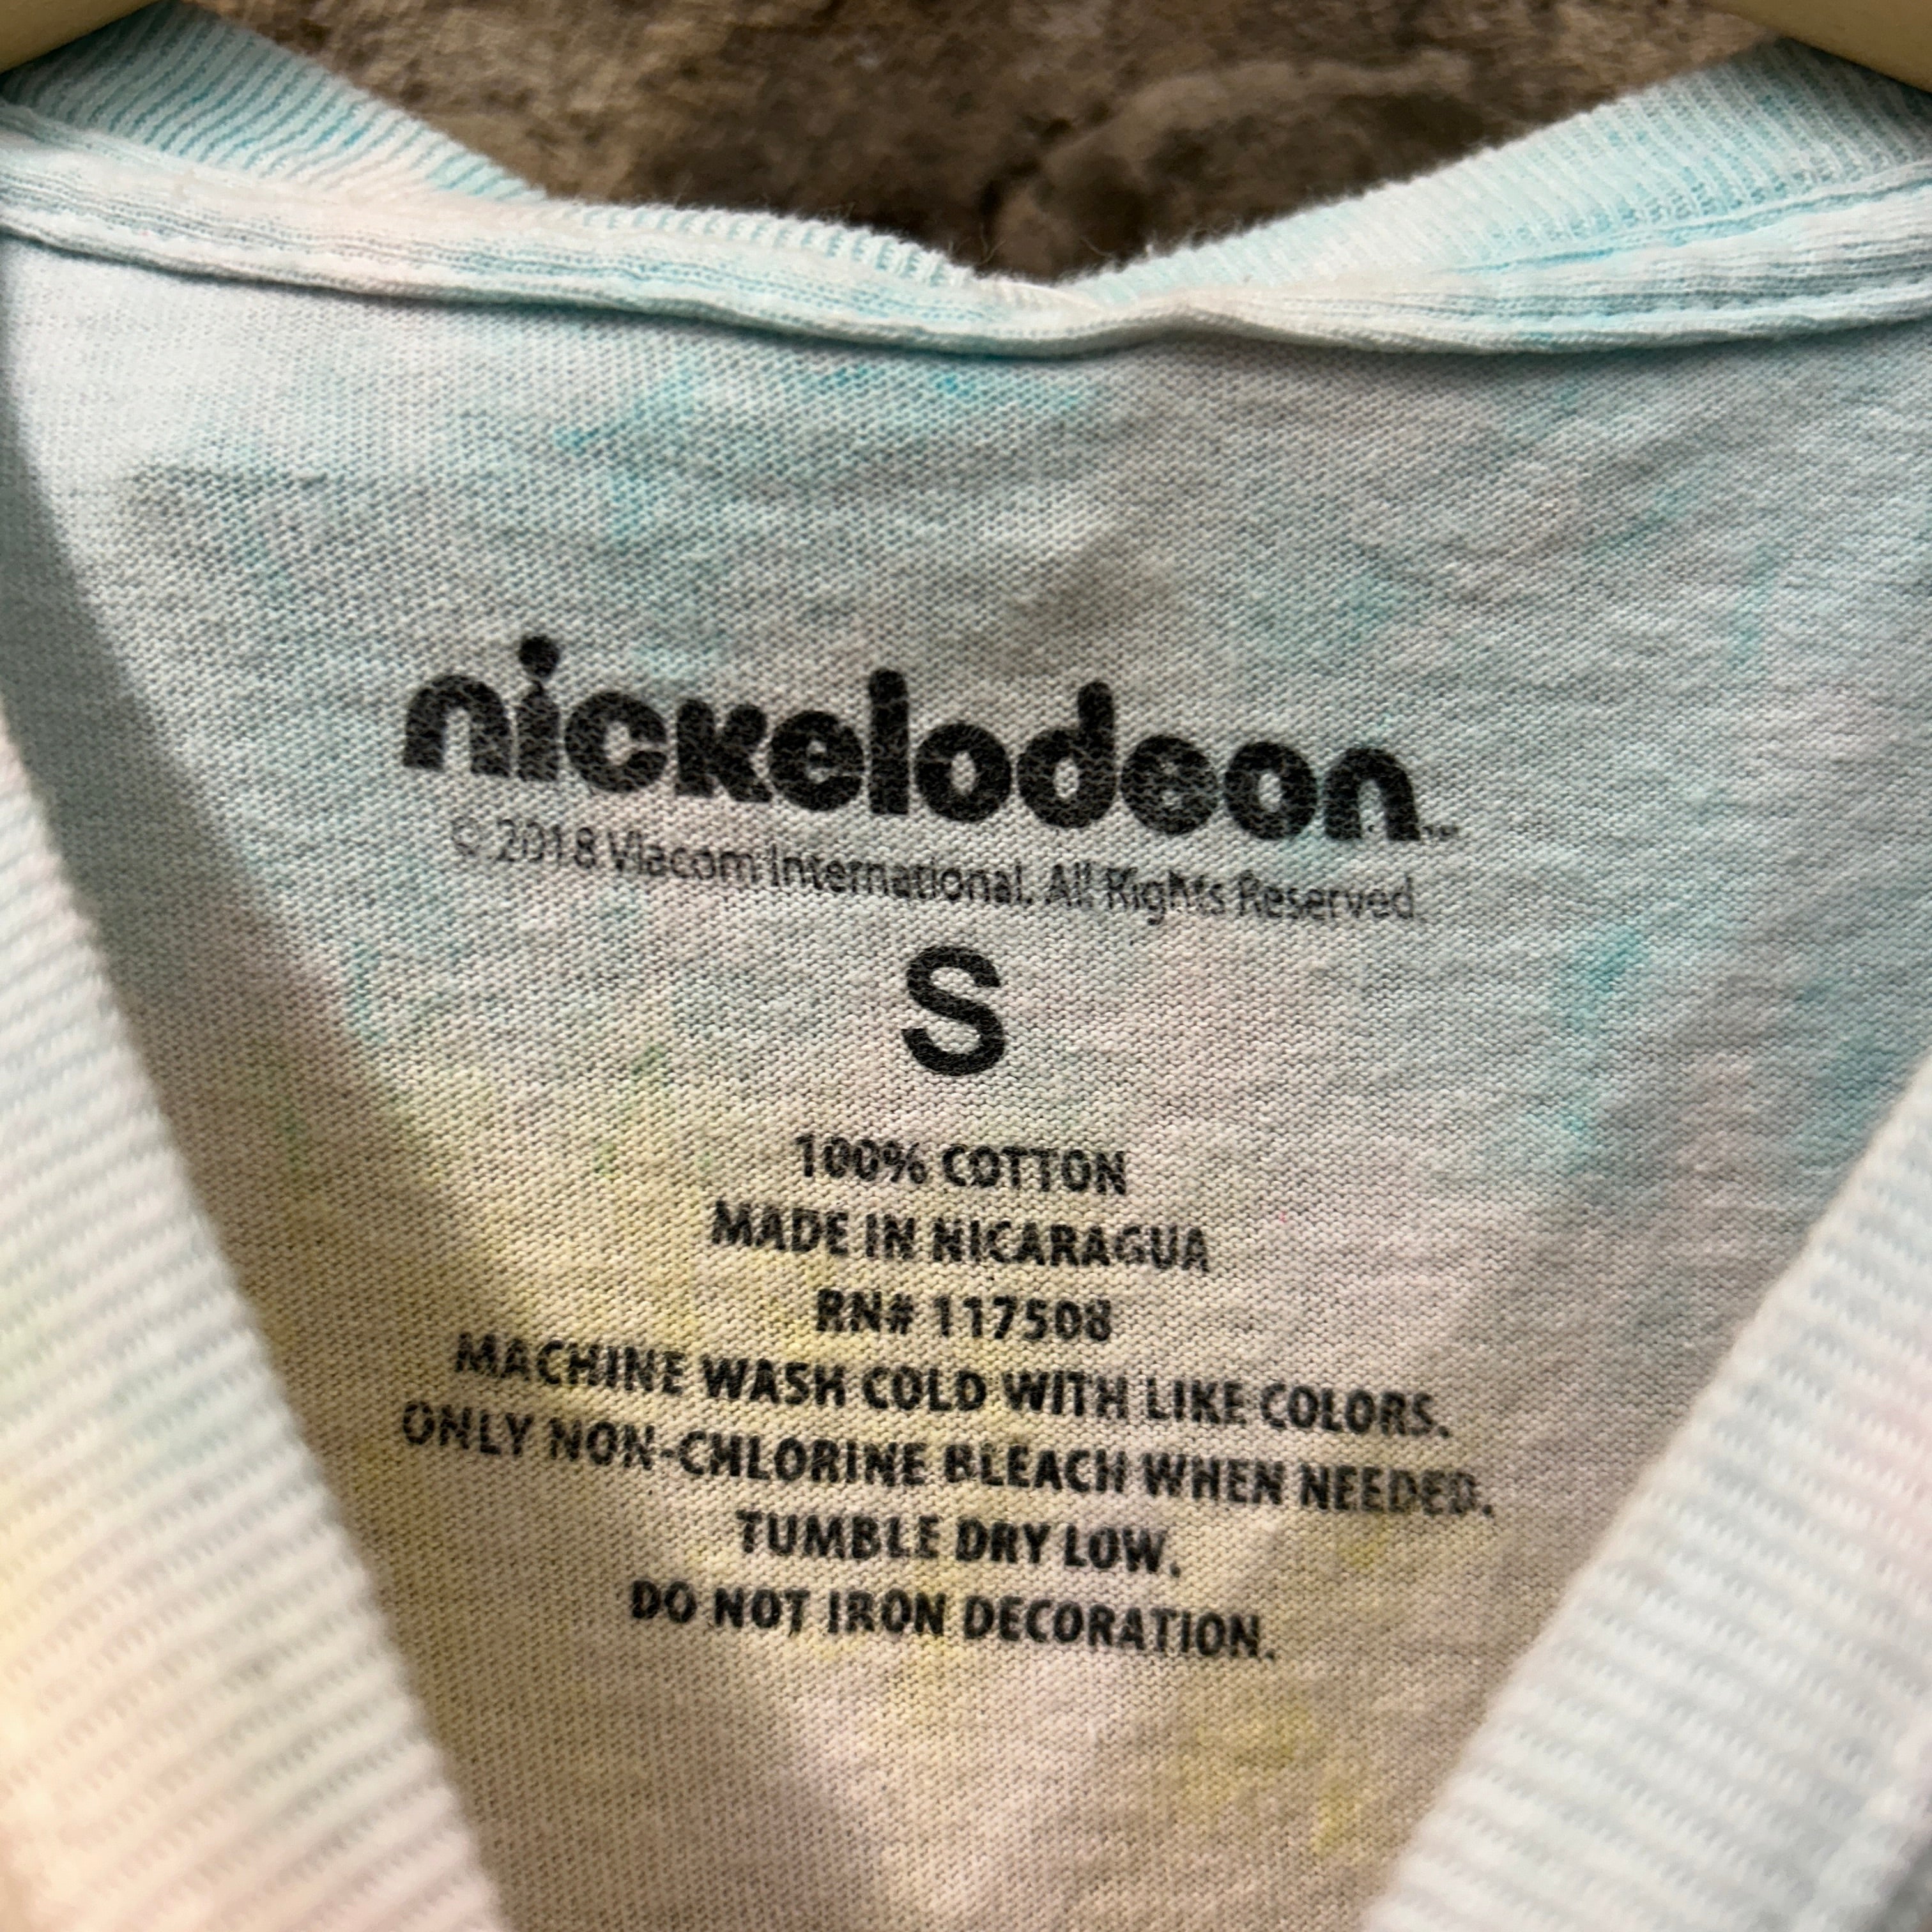 nickelodeon™
© 2018 Viacom International. All Rights Reserved.
S
100% COTTON
MADE IN NICARAGUA
RN# 117508
MACHINE WASH COLD WITH LIKE COLORS.
ONLY NON-CHLORINE BLEACH WHEN NEEDED.
TUMBLE DRY LOW.
DO NOT IRON DECORATION.